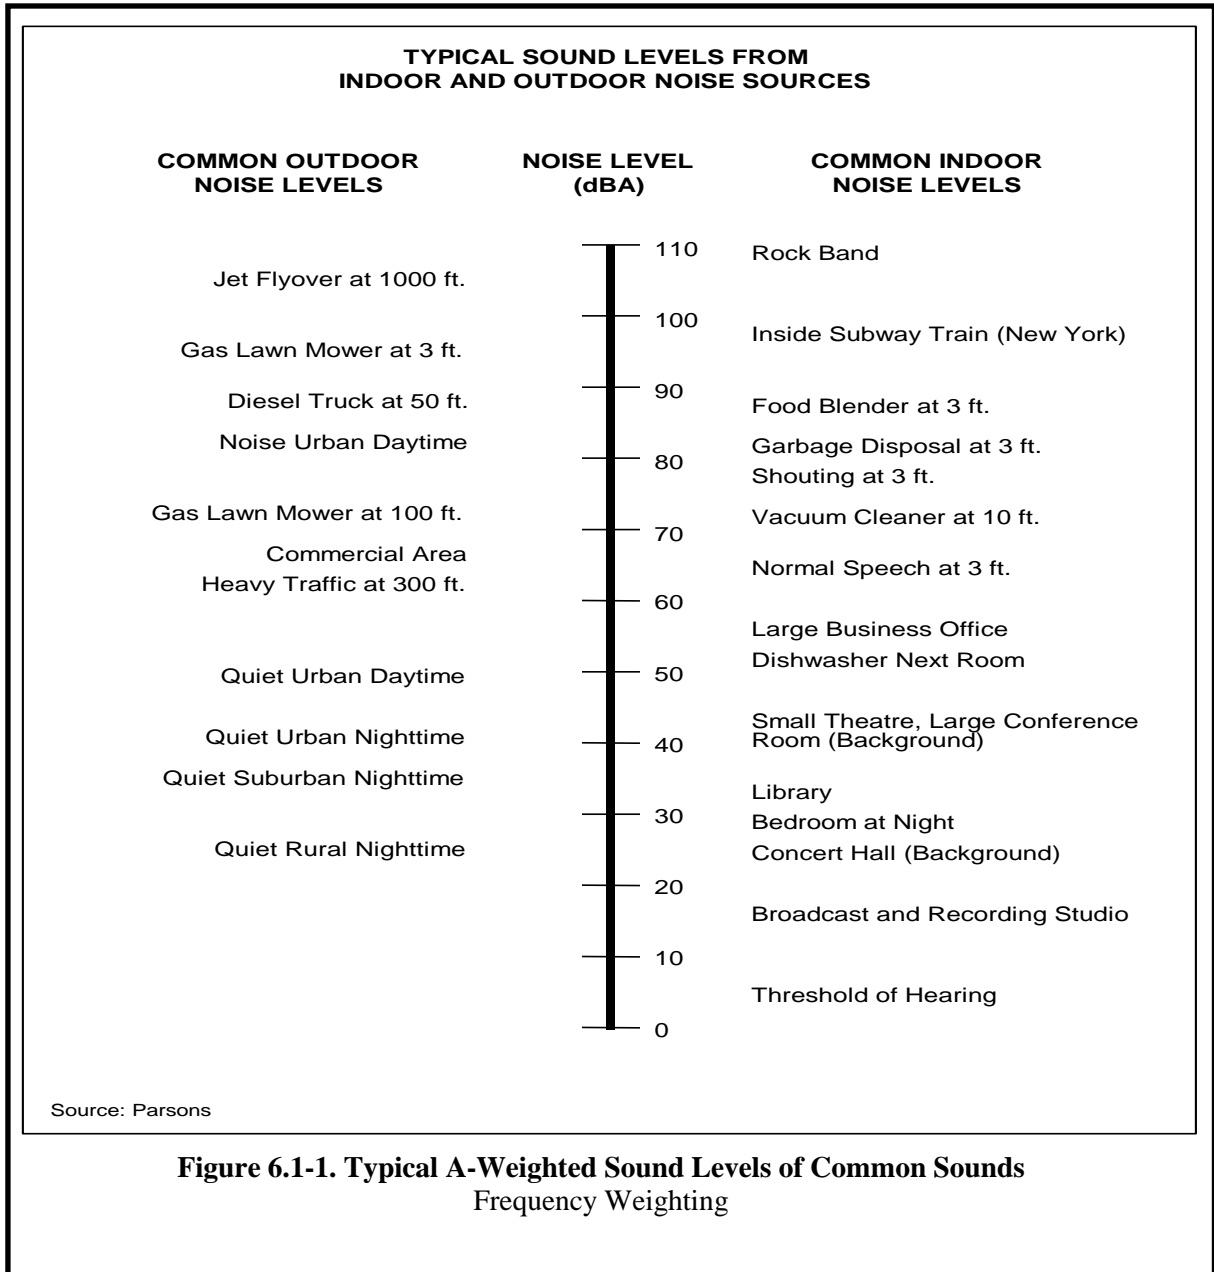 TYPICAL SOUND LEVELS FROM
INDOOR AND OUTDOOR NOISE SOURCES
COMMON OUTDOOR
NOISE LEVELS
NOISE LEVEL
(dBA)
COMMON INDOOR
NOISE LEVELS
110
Rock Band
Jet Flyover at 1000 ft.
100
Inside Subway Train (New York)
Gas Lawn Mower at 3 ft.
90
Diesel Truck at 50 ft.
Food Blender at 3 ft.
Noise Urban Daytime
Garbage Disposal at 3 ft.
80
Shouting at 3 ft.
Gas Lawn Mower at 100 ft.
Vacuum Cleaner at 10 ft.
70
Commercial Area
Normal Speech at 3 ft.
Heavy Traffic at 300 ft.
60
Large Business Office
Dishwasher Next Room
50
Quiet Urban Daytime
Small Theatre, Large Conference
Room (Background)
Quiet Urban Nighttime
40
Quiet Suburban Nighttime
Library
30
Bedroom at Night
Quiet Rural Nighttime
Concert Hall (Background)
20
Broadcast and Recording Studio
10
Threshold of Hearing
0
Source: Parsons
Figure 6.1-1. Typical A-Weighted Sound Levels of Common Sounds
Frequency Weighting